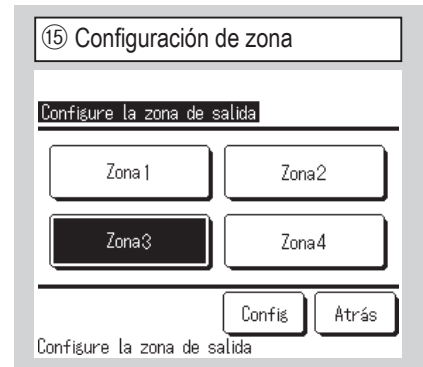 ⑮ Configuración de zona
Configure la zona de salida
Zona1 Zona2
Zona3 Zona4
Config Atrás
Configure la zona de salida